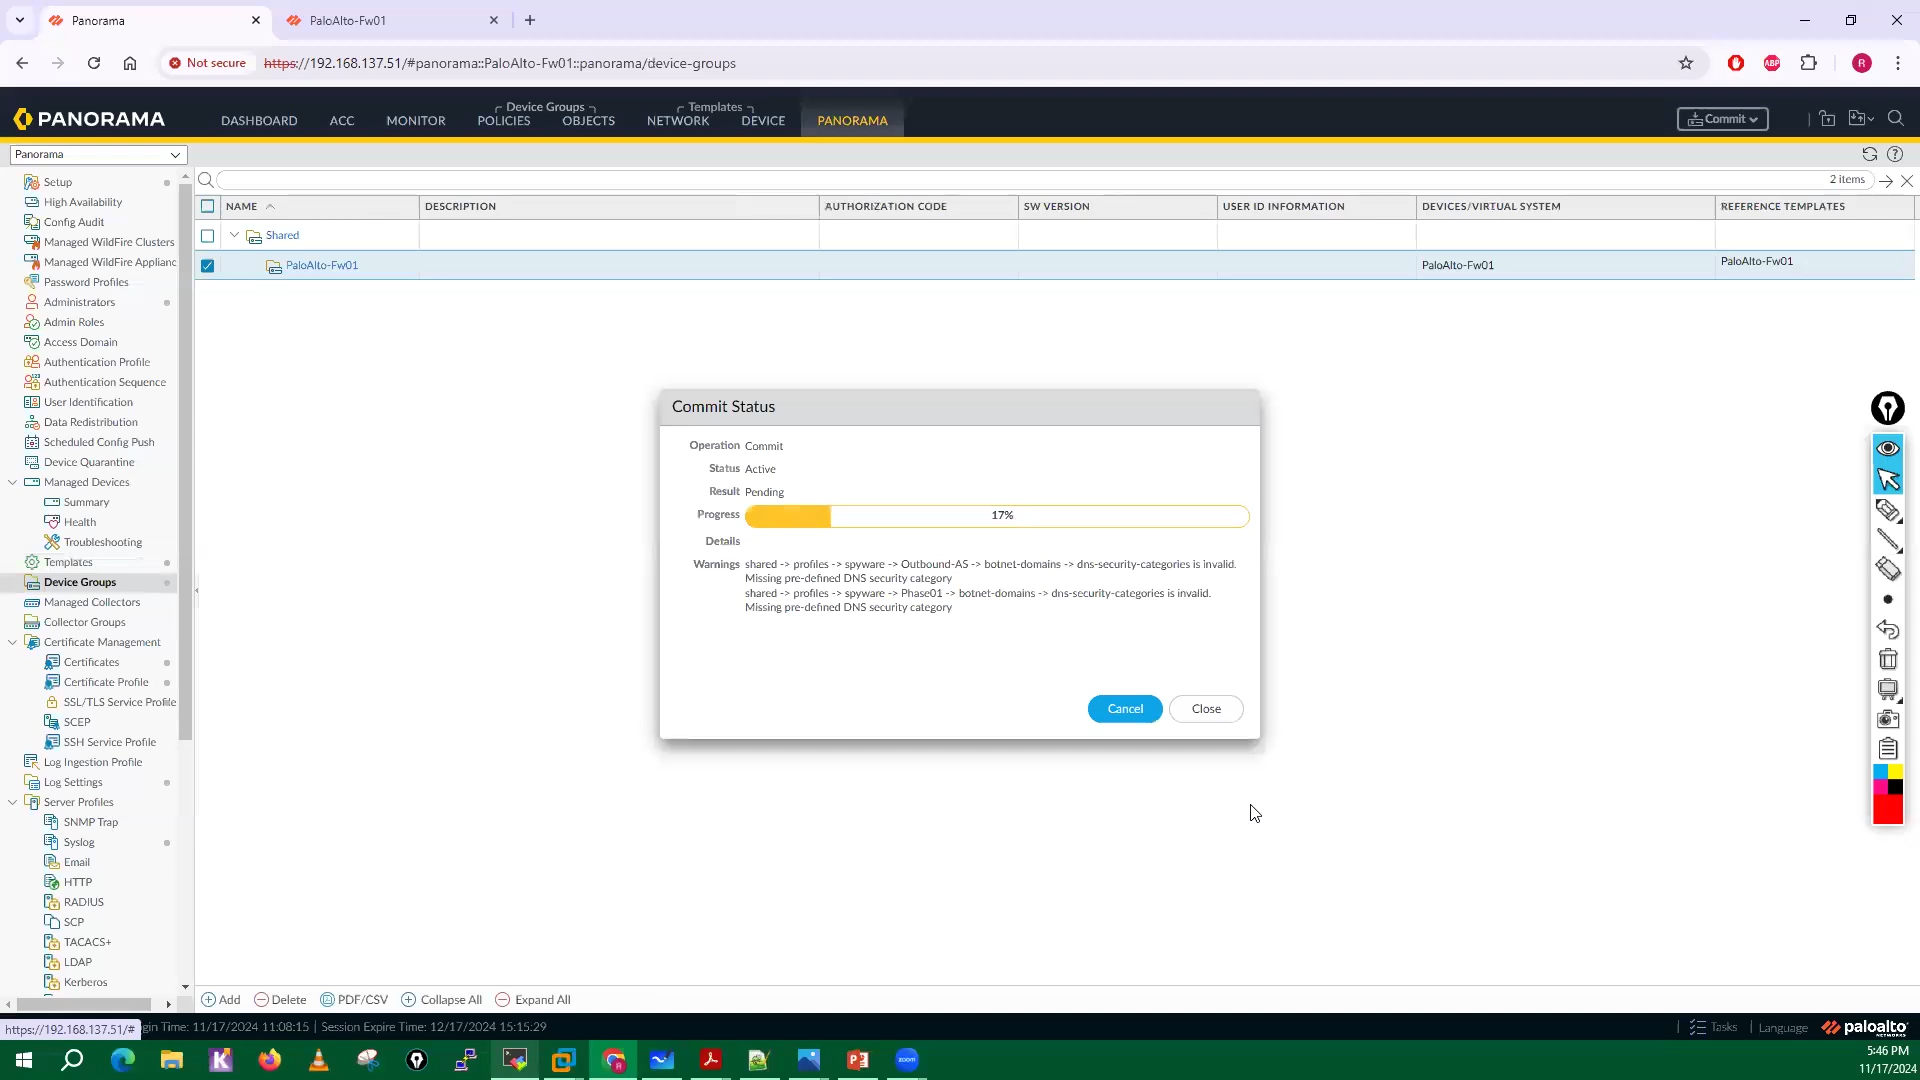 Panorama
PaloAlto-Fw01
Not secure
https://192.168.137.51/#panorama::PaloAlto-Fw01::panorama/device-groups
ABP
R
PANORAMA
DASHBOARD
ACC
MONITOR
Device Groups
POLICIES
OBJECTS
Templates
NETWORK
DEVICE
PANORAMA
Commit
Panorama
2 items
NAME
DESCRIPTION
AUTHORIZATION CODE
SW VERSION
USER ID INFORMATION
DEVICES/VIRTUAL SYSTEM
REFERENCE TEMPLATES
Shared
PaloAlto-Fw01
PaloAlto-Fw01
PaloAlto-Fw01
Setup
High Availability
Config Audit
Managed WildFire Clusters
Managed WildFire Applianc
Password Profiles
Administrators
Admin Roles
Access Domain
Authentication Profile
Authentication Sequence
User Identification
Data Redistribution
Scheduled Config Push
Device Quarantine
Managed Devices
Summary
Health
Troubleshooting
Templates
Device Groups
Managed Collectors
Collector Groups
Certificate Management
Certificates
Certificate Profile
SSL/TLS Service Profile
SCEP
SSH Service Profile
Log Ingestion Profile
Log Settings
Server Profiles
SNMP Trap
Syslog
Email
HTTP
RADIUS
SCP
TACACS+
LDAP
Kerberos
Commit Status
Operation Commit
Status Active
Result Pending
Progress 17%
Details
Warnings shared -> profiles -> spyware -> Outbound-AS -> botnet-domains -> dns-security-categories is invalid.
Missing pre-defined DNS security category
shared -> profiles -> spyware -> Phase01 -> botnet-domains -> dns-security-categories is invalid.
Missing pre-defined DNS security category
Cancel
Close
Add
Delete
PDF/CSV
Collapse All
Expand All
https://192.168.137.51/#
gin Time: 11/17/2024 11:08:15 | Session Expire Time: 12/17/2024 15:15:29
Tasks
Language
paloalto
NETWORKS
zoom
5:46 PM
11/17/2024